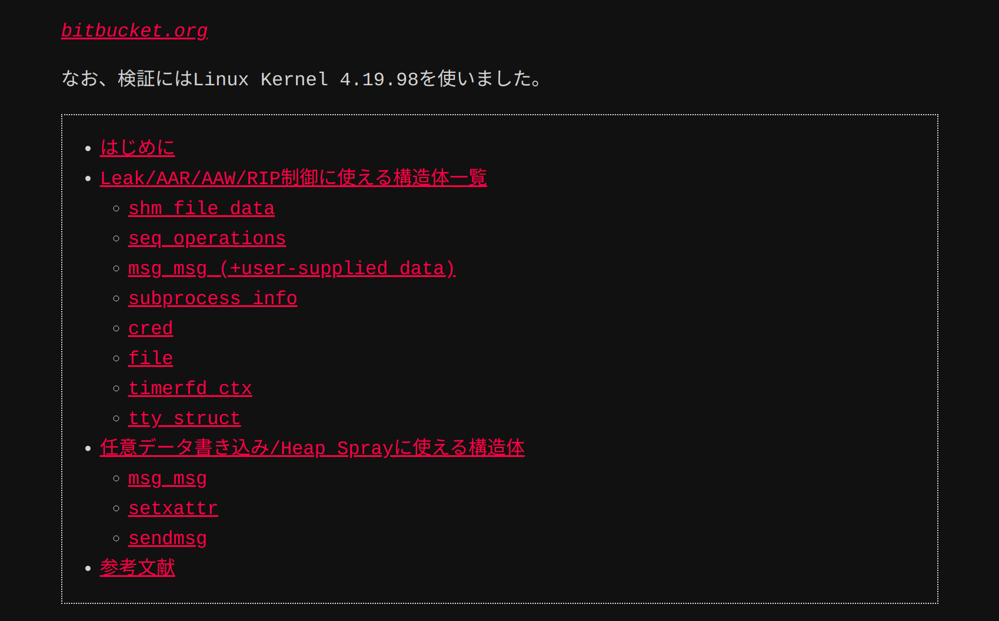 bitbucket.org
なお、検証にはLinux Kernel 4.19.98を使いました。
はじめに
Leak/AAR/AAW/RIP制御に使える構造体一覧
shm_file_data
seq_operations
msg_msg (+user-supplied data)
subprocess_info
cred
file
timerfd_ctx
tty_struct
任意データ書き込み/Heap Sprayに使える構造体
msg_msg
setxattr
sendmsg
参考文献